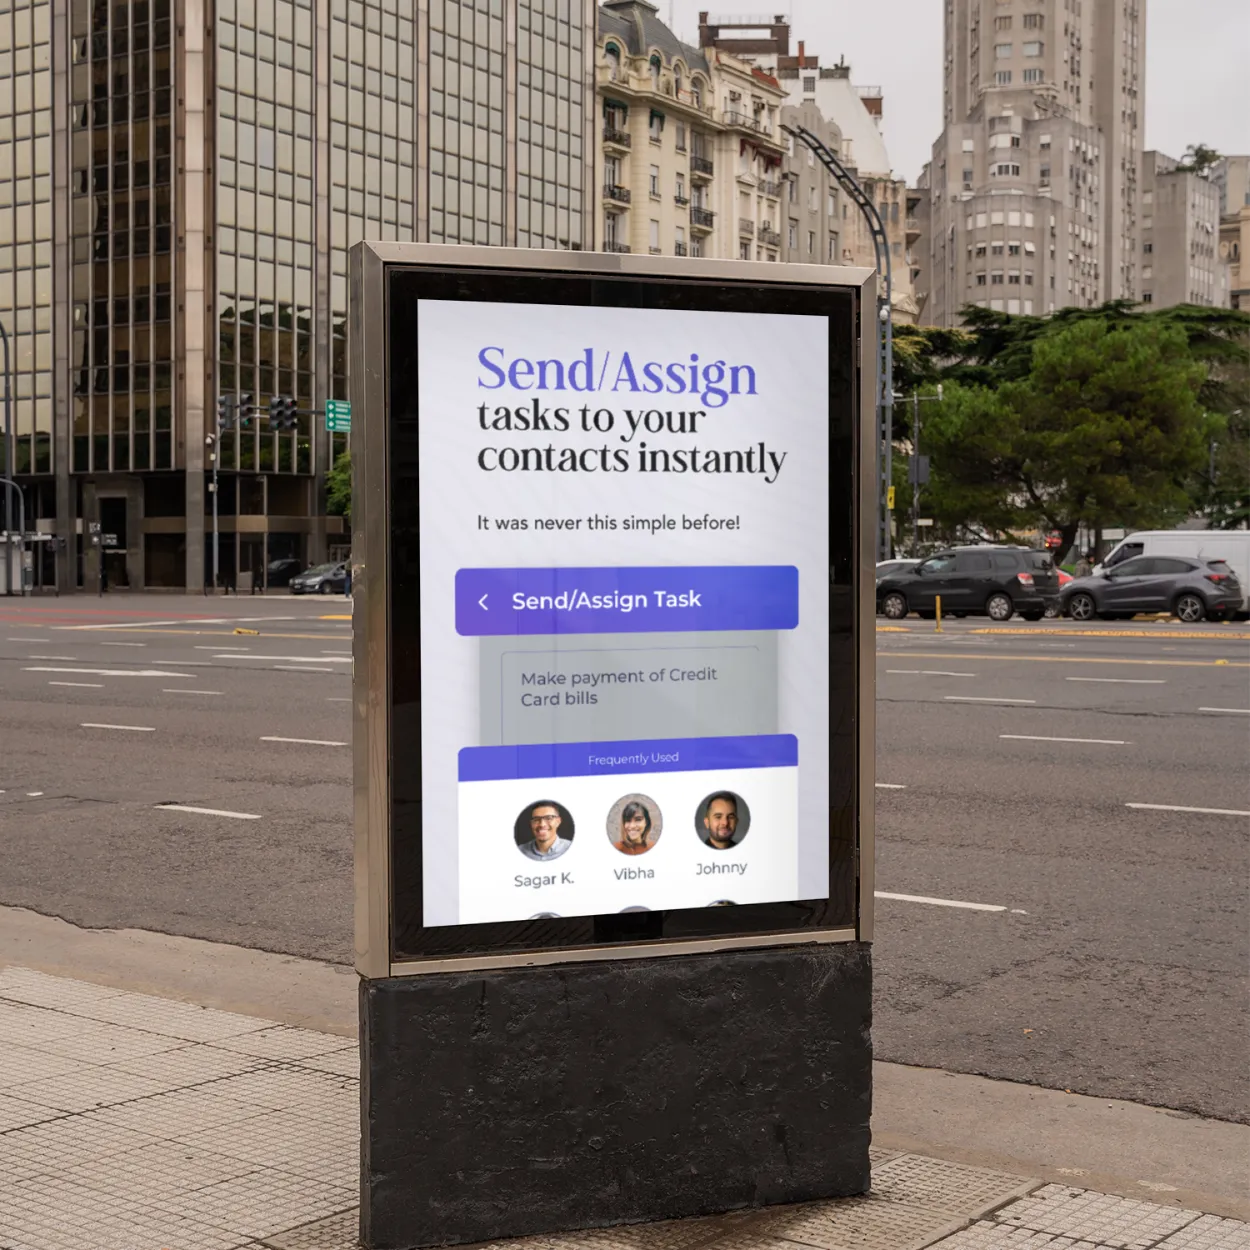 Send/Assign
tasks to your
contacts instantly
It was never this simple before!
Send/Assign Task
Make payment of Credit
Card bills
Frequently Used
Sagar K.
Vibha
Johnny